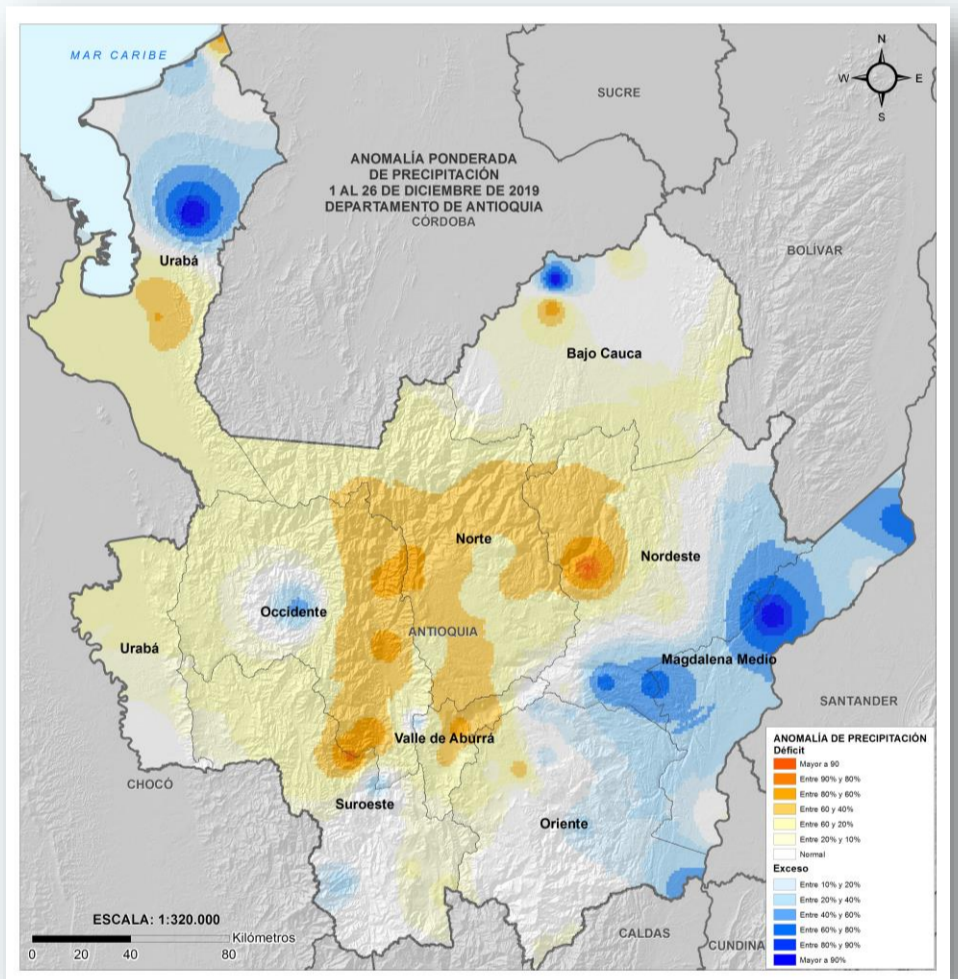 MAR CARIBE
N
W
E
S
SUCRE
ANOMALÍA PONDERADA
DE PRECIPITACIÓN
1 AL 26 DE DICIEMBRE DE 2019
DEPARTAMENTO DE ANTIOQUIA
CÓRDOBA
BOLÍVAR
Urabá
Bajo Cauca
Norte
Nordeste
Occidente
ANTIOQUIA
Urabá
Magdalena Medio
SANTANDER
Valle de Aburrá
CHOCÓ
Suroeste
Oriente
ANOMALÍA DE PRECIPITACIÓN
Déficit
Mayor a 90
Entre 90% y 80%
Entre 80% y 60%
Entre 60 y 40%
Entre 60 y 20%
Entre 20% y 10%
Normal
Exceso
Entre 10% y 20%
Entre 20% y 40%
Entre 40% y 60%
Entre 60% y 80%
Entre 80% y 90%
Mayor a 90%
ESCALA: 1:320.000
Kilómetros
0 20 40 80
CALDAS
CUNDINA